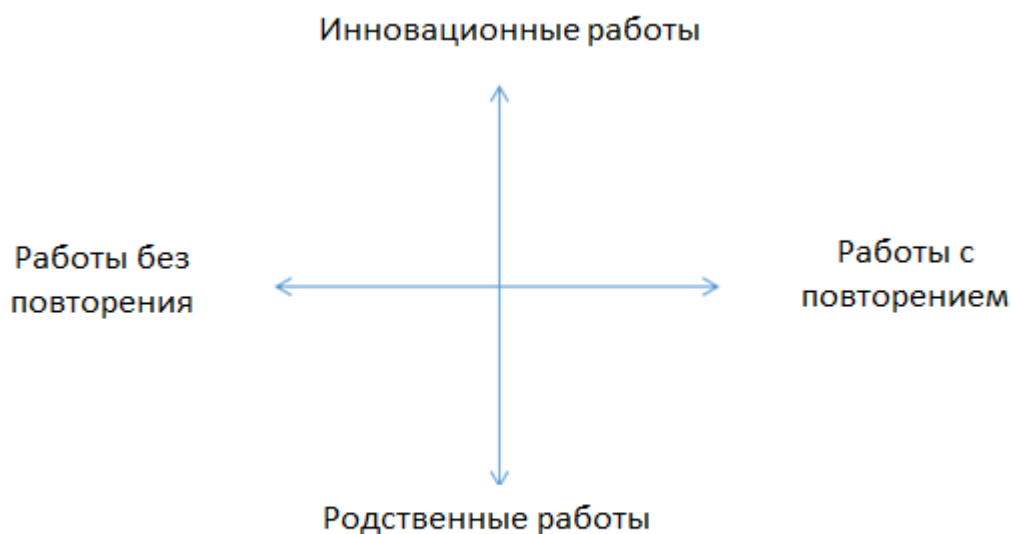 Инновационные работы
Работы без
повторения
Работы с
повторением
Родственные работы